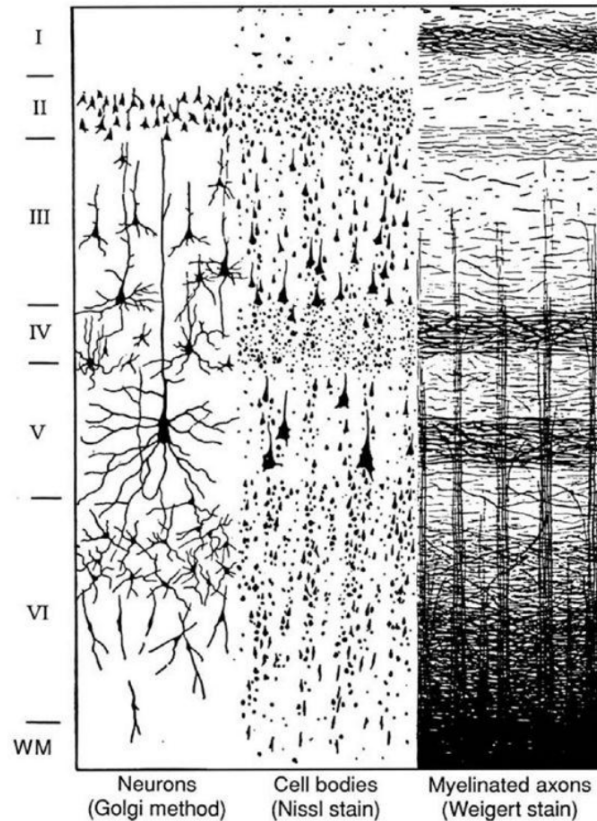 I
II
III
IV
V
VI
WM
Neurons
(Golgi method)
Cell bodies
(Nissl stain)
Myelinated axons
(Weigert stain)